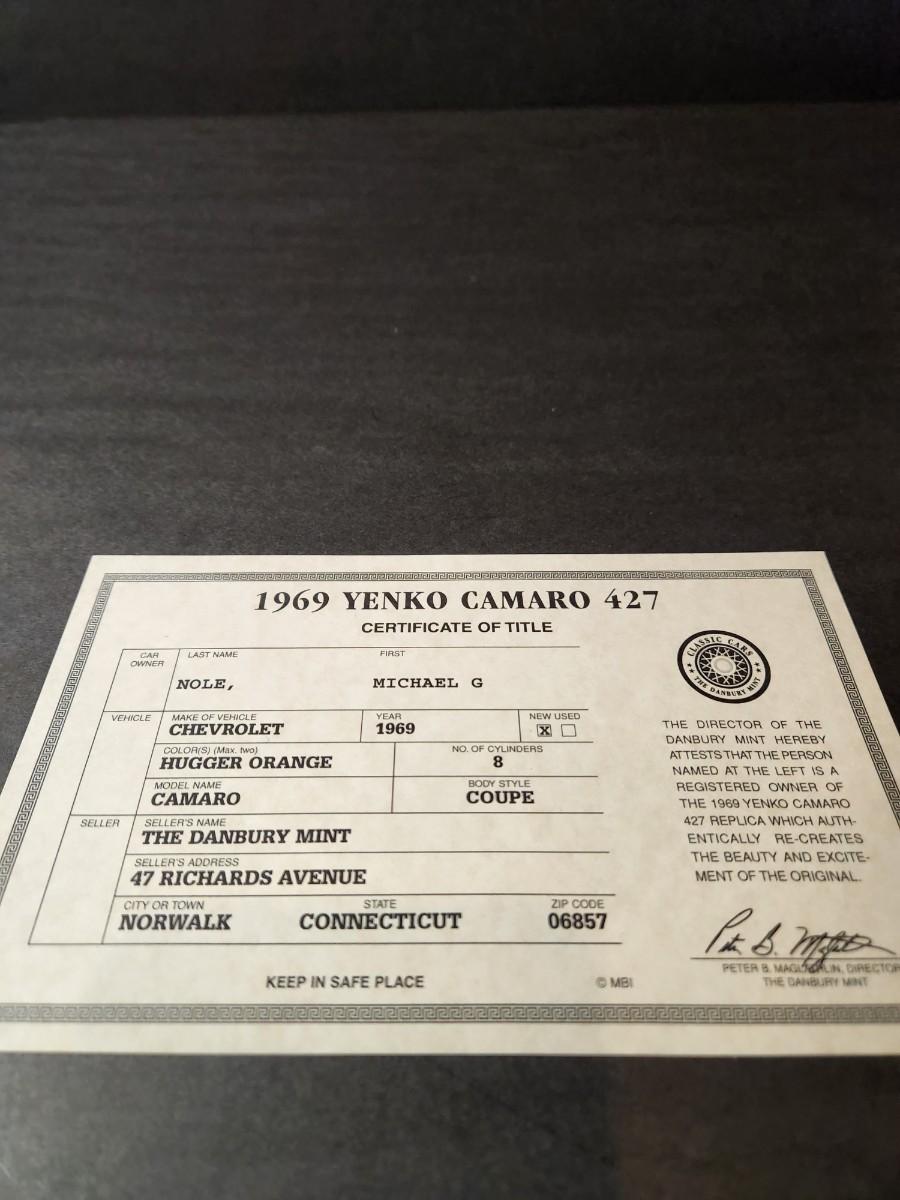 1969 YENKO CAMARO 427
CERTIFICATE OF TITLE
CAR OWNER
LAST NAME FIRST
NOLE, MICHAEL G
VEHICLE
MAKE OF VEHICLE YEAR NEW USED
CHEVROLET 1969 X
COLOR(S) (Max. two) NO. OF CYLINDERS
HUGGER ORANGE 8
MODEL NAME BODY STYLE
CAMARO COUPE
SELLER
SELLER'S NAME
THE DANBURY MINT
SELLER'S ADDRESS
47 RICHARDS AVENUE
CITY OR TOWN STATE ZIP CODE
NORWALK CONNECTICUT 06857
KEEP IN SAFE PLACE
© MBI
CLASSIC CARS
THE DANBURY MINT
THE DIRECTOR OF THE
DANBURY MINT HEREBY
ATTESTS THAT THE PERSON
NAMED AT THE LEFT IS A
REGISTERED OWNER OF
THE 1969 YENKO CAMARO
427 REPLICA WHICH AUTH-
ENTICALLY RE-CREATES
THE BEAUTY AND EXCITE-
MENT OF THE ORIGINAL.
PETER B. DIRECTOR
THE DANBURY MINT